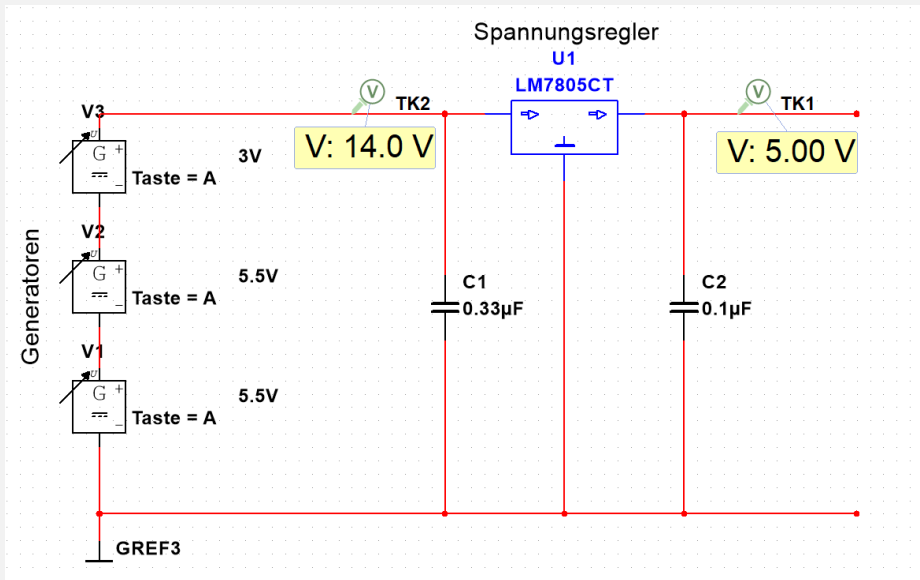 Spannungsregler
U1
LM7805CT
V
TK2
V: 14.0 V
V
TK1
V: 5.00 V
V3
U
G
+
−
3V
Taste = A
V2
U
G
+
−
5.5V
Taste = A
V1
U
G
+
−
5.5V
Taste = A
Generatoren
C1
0.33µF
C2
0.1µF
GREF3